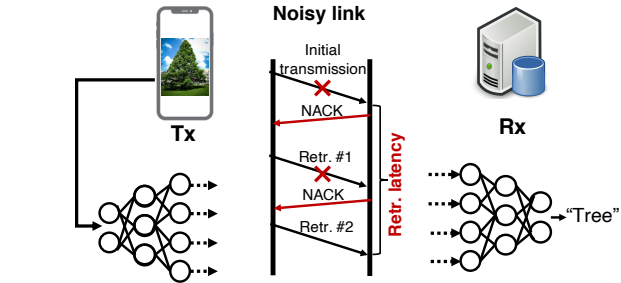 Noisy link
Initial
transmission
NACK
Tx
Rx
Retr. #1
NACK
Retr. #2
Retr. latency
“Tree”